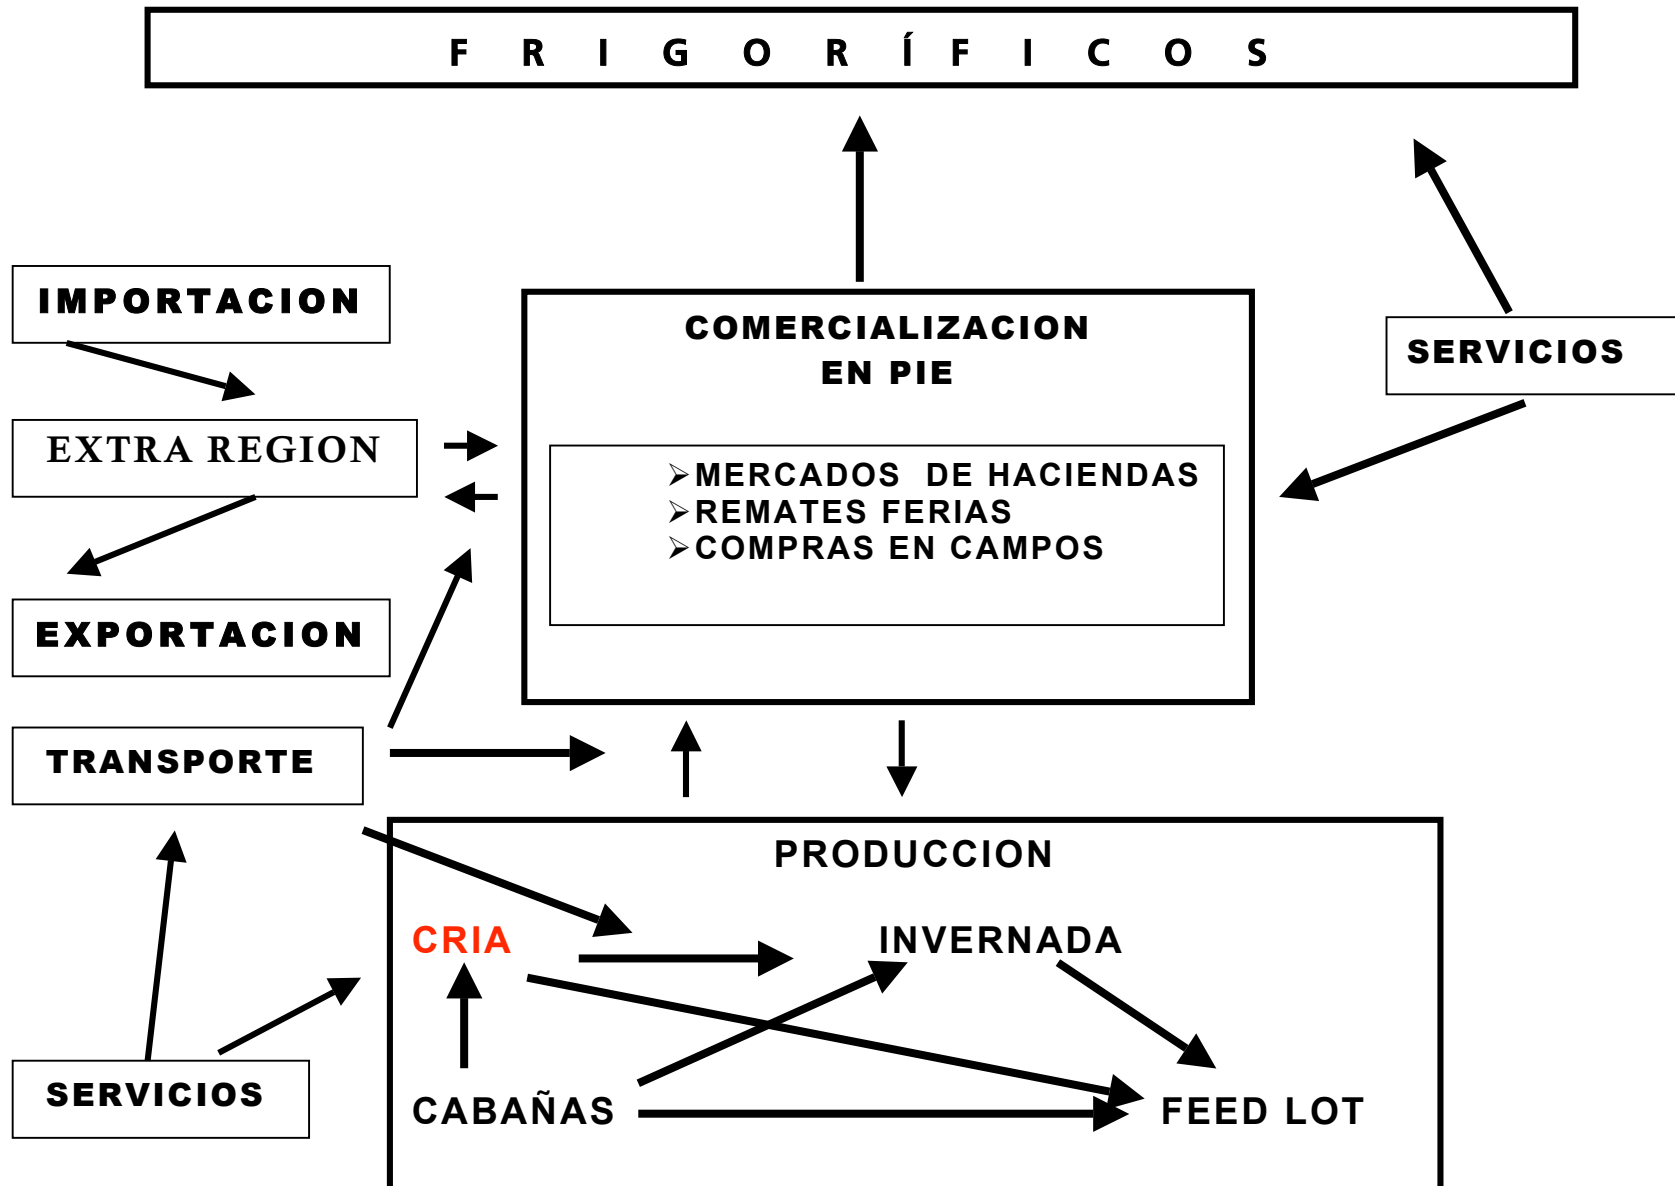 FRIGORÍFICOS
IMPORTACION
COMERCIALIZACION
EN PIE
SERVICIOS
EXTRA REGION
➢MERCADOS DE HACIENDAS
➢REMATES FERIAS
➢COMPRAS EN CAMPOS
EXPORTACION
TRANSPORTE
PRODUCCION
CRIA
INVERNADA
SERVICIOS
CABAÑAS
FEED LOT